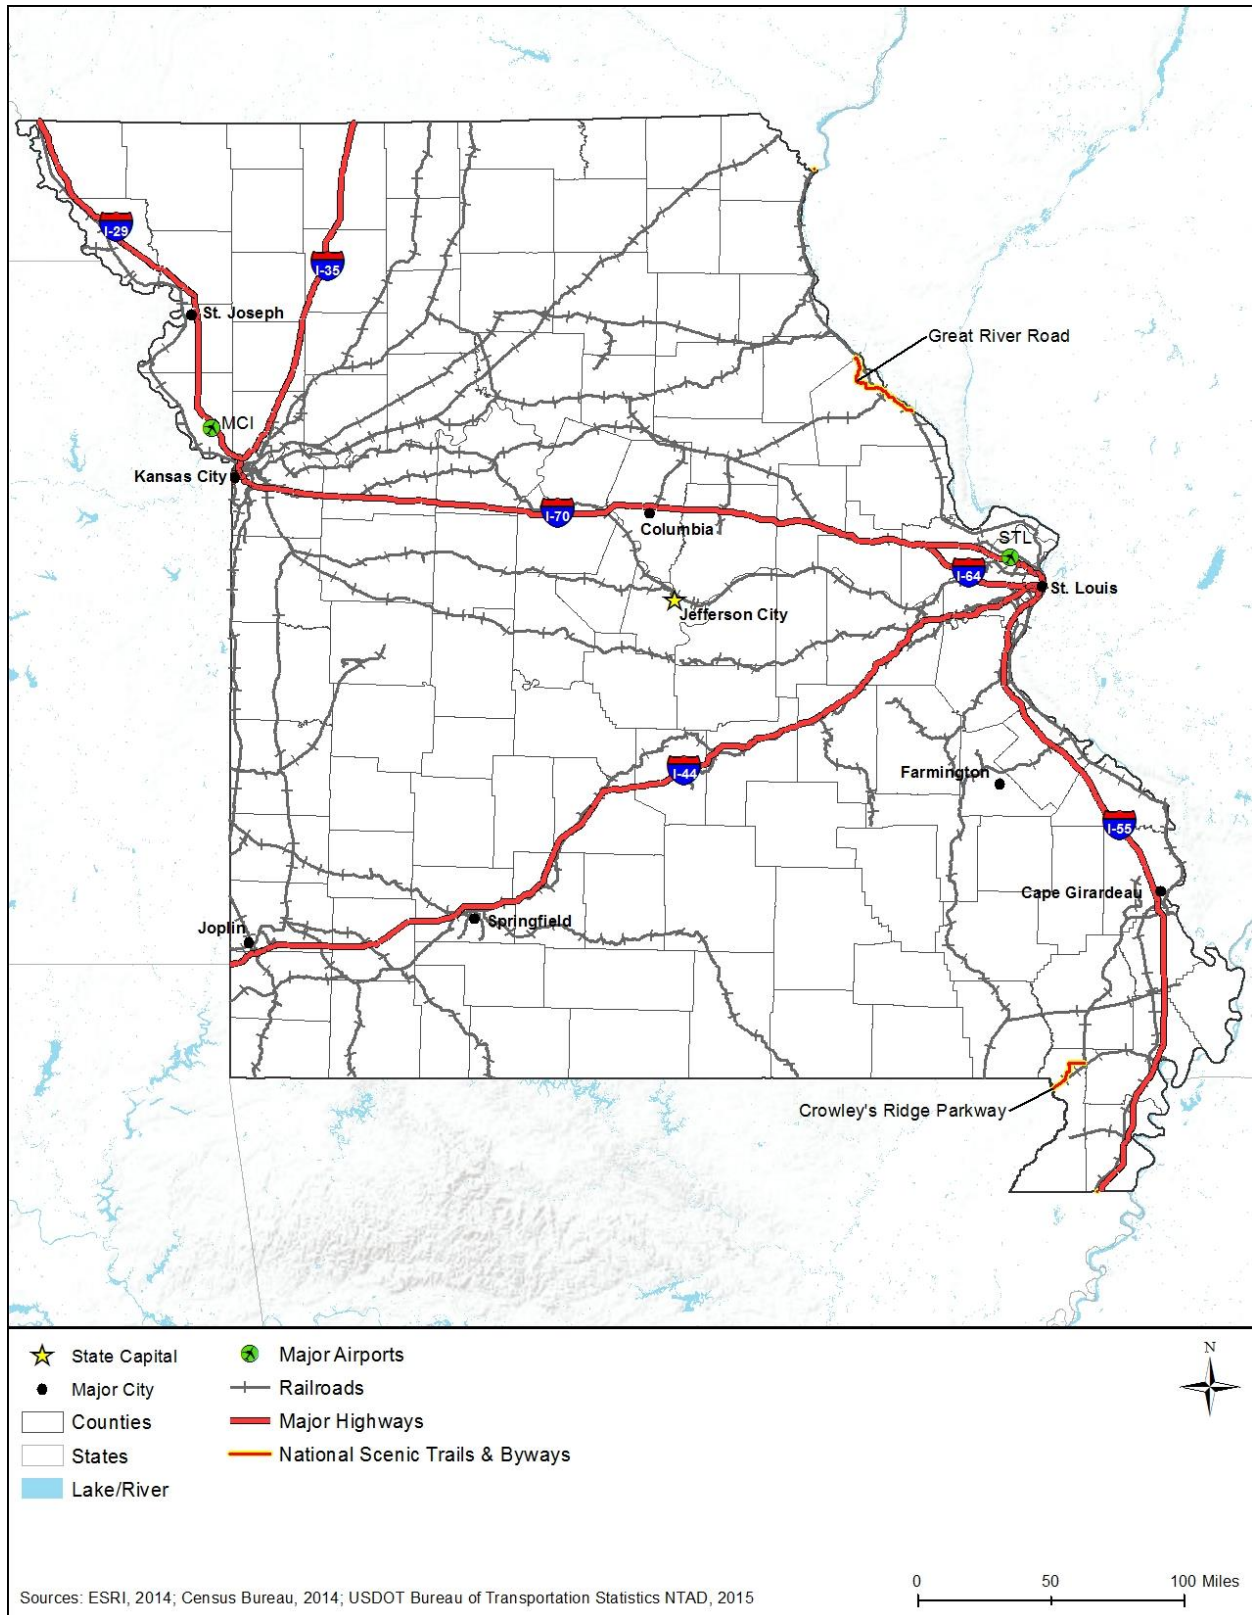 I-29
I-35
St. Joseph
Great River Road
MCI
Kansas City
I-70
Columbia
STL
I-64
St. Louis
Jefferson City
I-44
Farmington
I-55
Cape Girardeau
Joplin
Springfield
Crowley's Ridge Parkway
State Capital
Major Airports
N
Major City
Railroads
Counties
Major Highways
States
National Scenic Trails & Byways
Lake/River
0 50 100 Miles
Sources: ESRI, 2014; Census Bureau, 2014; USDOT Bureau of Transportation Statistics NTAD, 2015